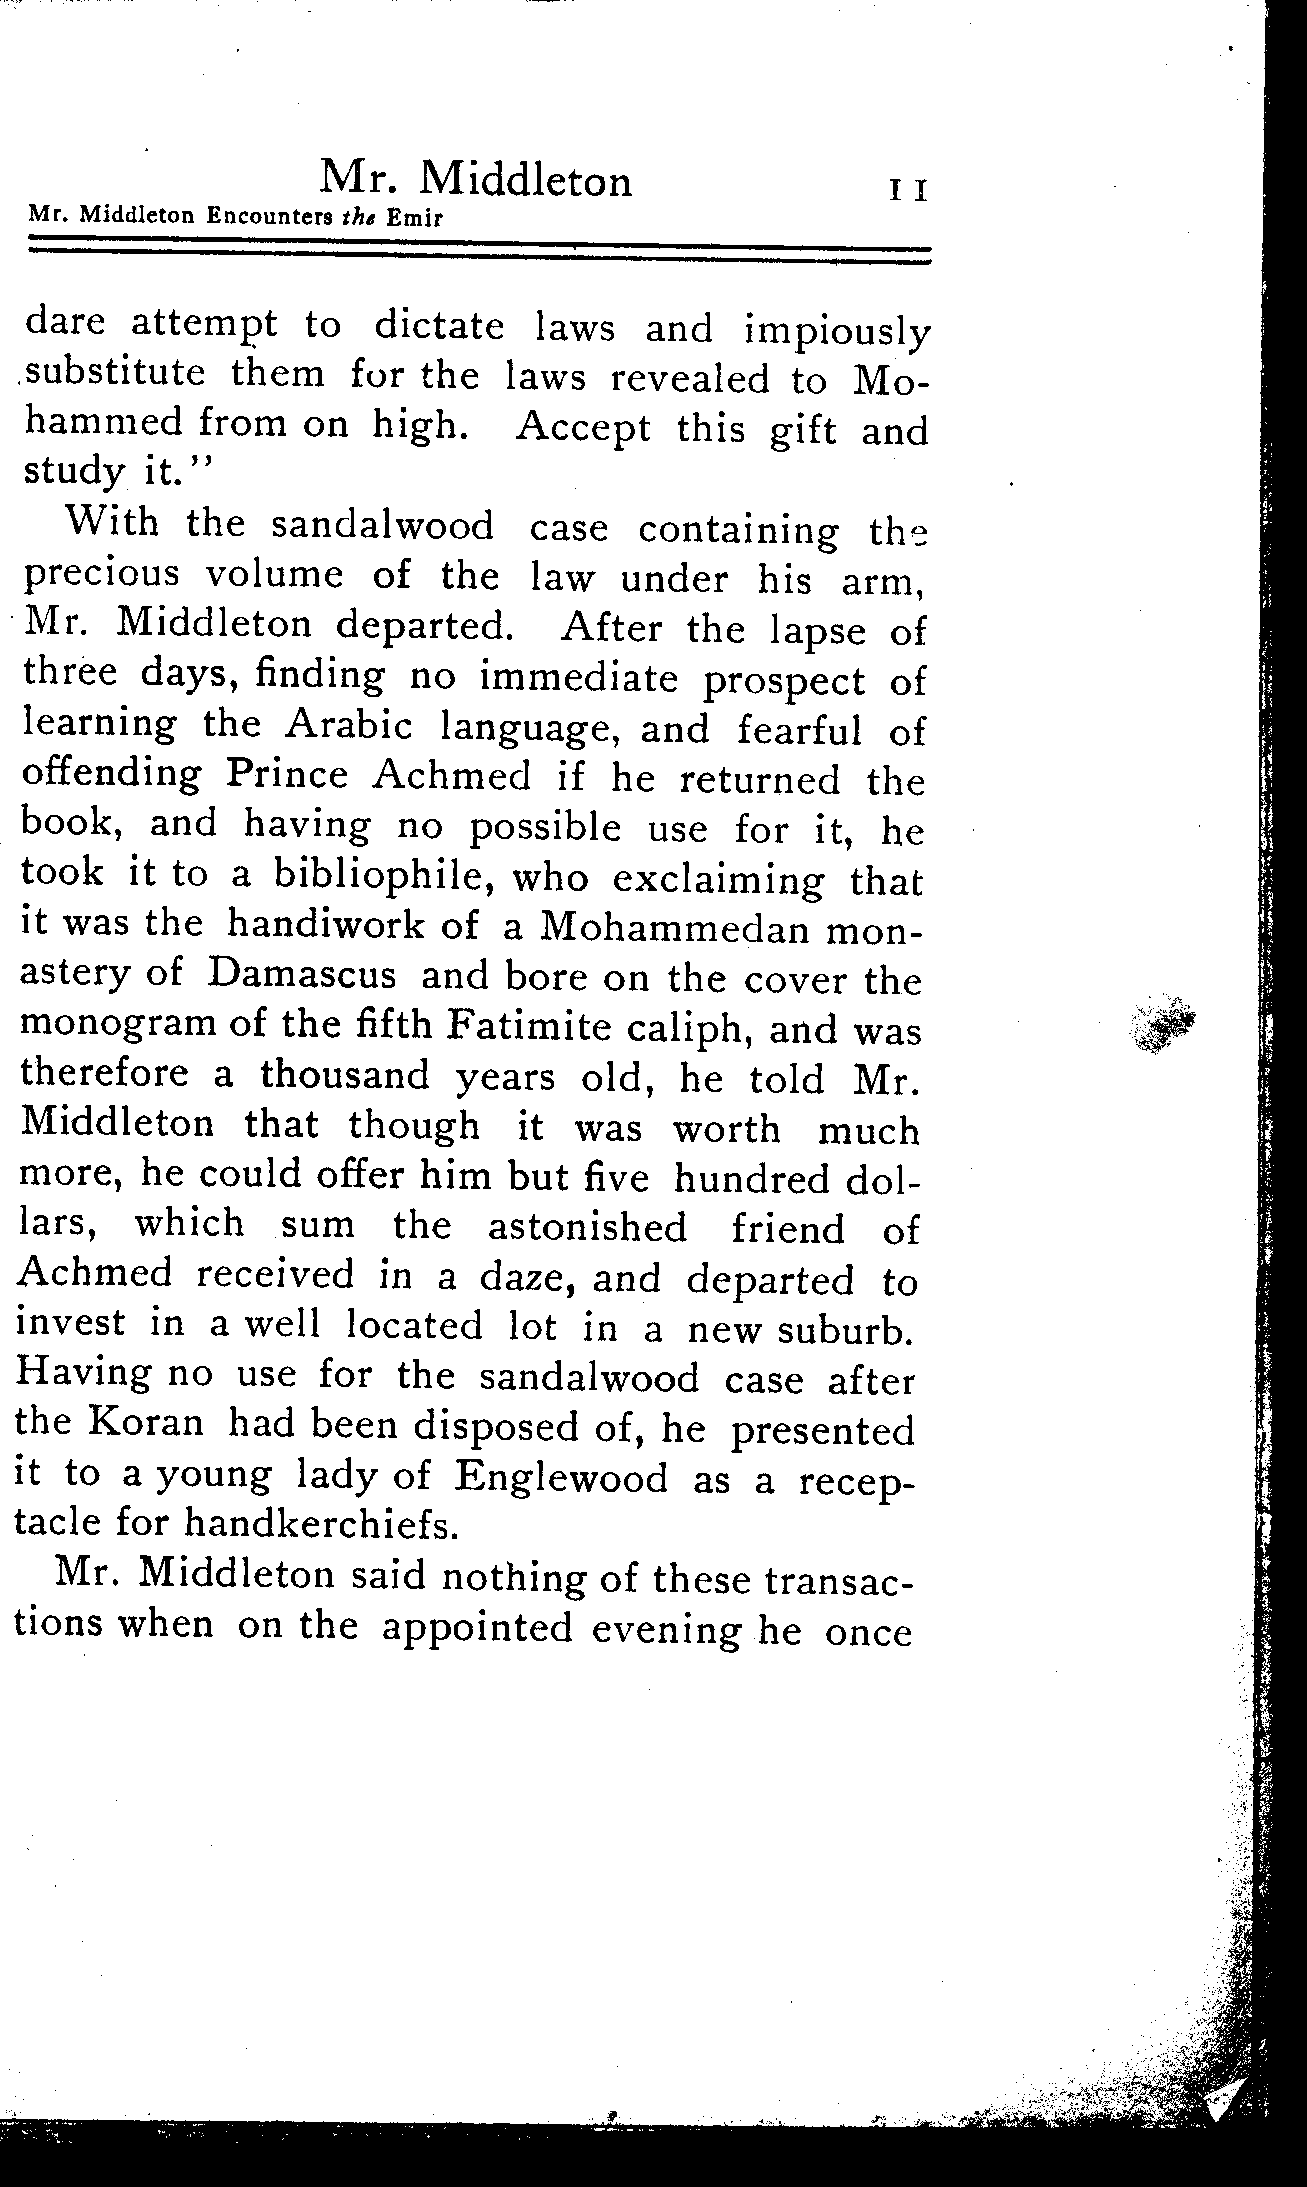 Mr. Middleton 11
Mr. Middleton Encounters the Emir
dare attempt to dictate laws and impiously
substitute them for the laws revealed to Mo-
hammed from on high. Accept this gift and
study it."
With the sandalwood case containing the
precious volume of the law under his arm,
Mr. Middleton departed. After the lapse of
three days, finding no immediate prospect of
learning the Arabic language, and fearful of
offending Prince Achmed if he returned the
book, and having no possible use for it, he
took it to a bibliophile, who exclaiming that
it was the handiwork of a Mohammedan mon-
astery of Damascus and bore on the cover the
monogram of the fifth Fatimite caliph, and was
therefore a thousand years old, he told Mr.
Middleton that though it was worth much
more, he could offer him but five hundred dol-
lars, which sum the astonished friend of
Achmed received in a daze, and departed to
invest in a well located lot in a new suburb.
Having no use for the sandalwood case after
the Koran had been disposed of, he presented
it to a young lady of Englewood as a recep-
tacle for handkerchiefs.
Mr. Middleton said nothing of these transac-
tions when on the appointed evening he once